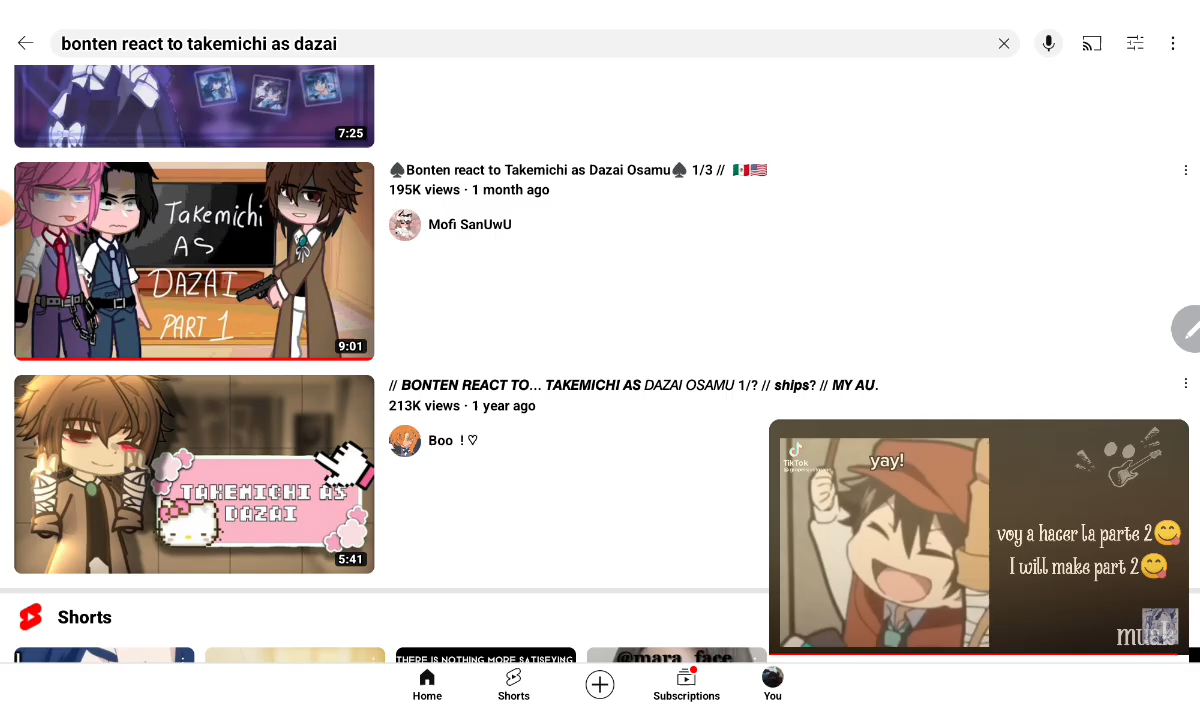 bonten react to takemichi as dazai
7:25
♠Bonten react to Takemichi as Dazai Osamu♠ 1/3 // 🇲🇽🇺🇸
195K views · 1 month ago
Mofi SanUwU
Takemichi
AS
DAZAI
PART 1
9:01
// BONTEN REACT TO... TAKEMICHI AS DAZAI OSAMU 1/? // ships? // MY AU.
213K views · 1 year ago
Boo ! ♡
TAKEMICHI AS
DAZAI
5:41
TikTok
yay!
voy a hacer la parte 2😋
I will make part 2😋
muak
Shorts
THERE IS NOTHING MORE SATISEYING
@mara_face
Home
Shorts
Subscriptions
You